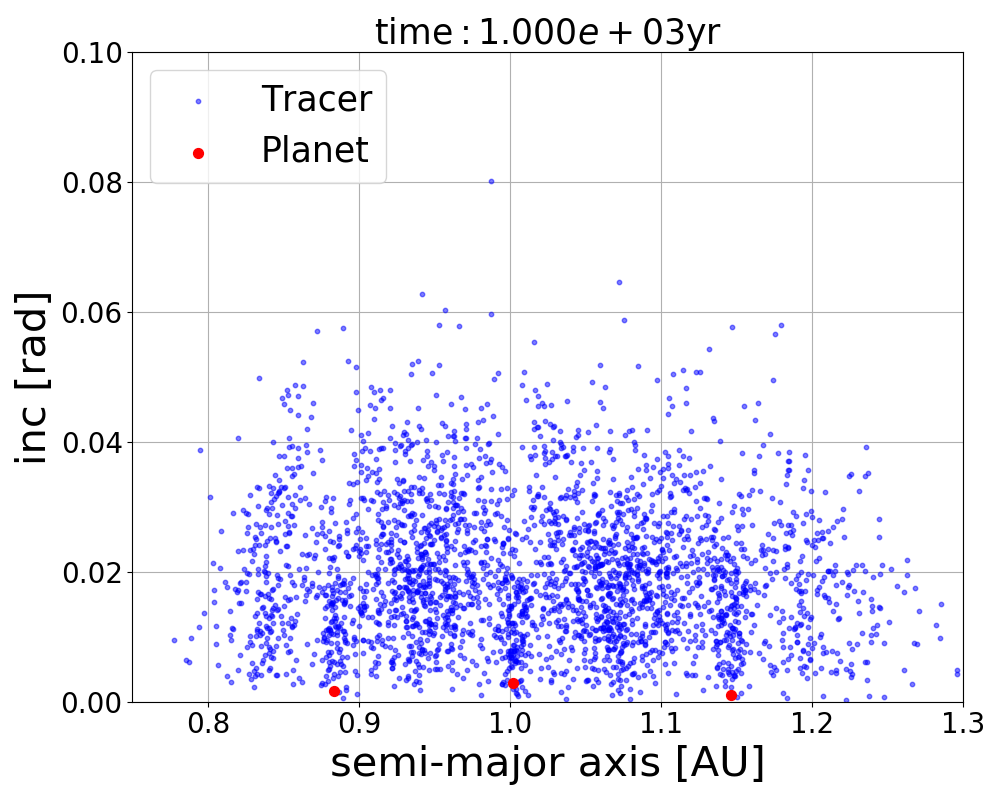 time : 1.000e + 03yr
0.10
0.08
0.06
0.04
0.02
0.00
inc [rad]
Tracer
Planet
0.8 0.9 1.0 1.1 1.2 1.3
semi-major axis [AU]